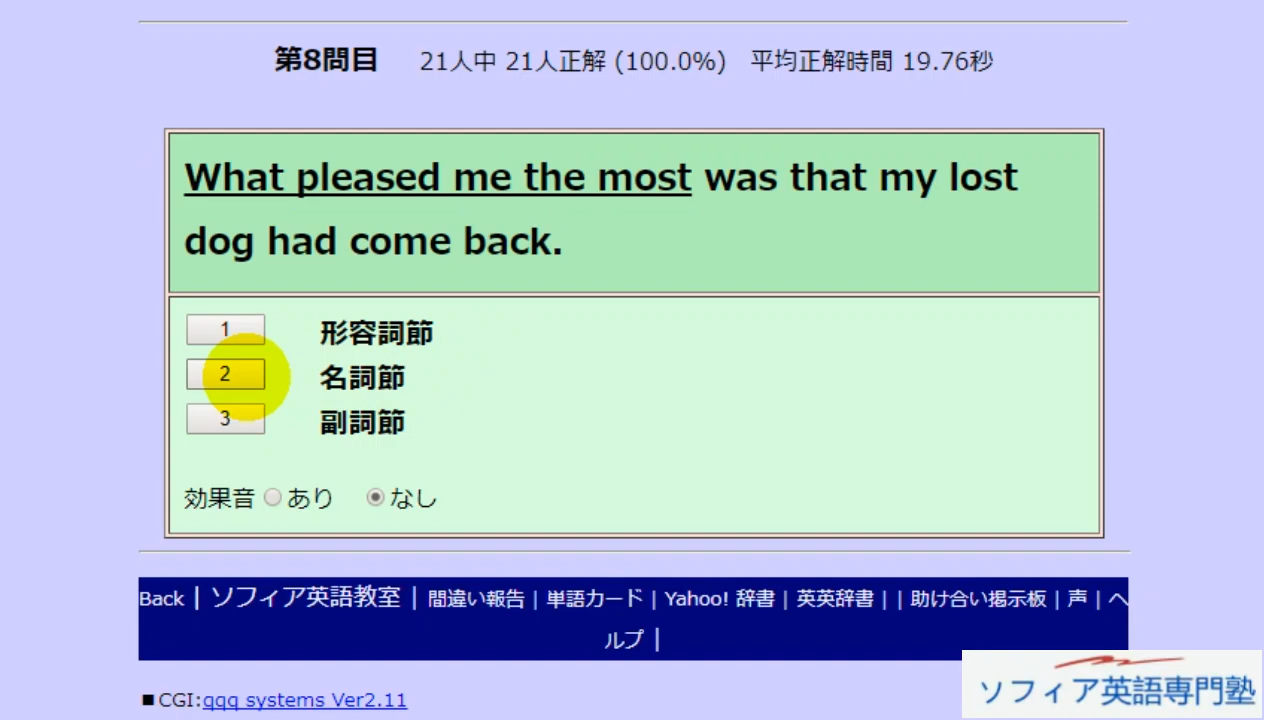 第8問目 21人中 21人正解 (100.0%) 平均正解時間 19.76秒
What pleased me the most was that my lost
dog had come back.
1 形容詞節
2 名詞節
3 副詞節
効果音 あり なし
Back | ソフィア英語教室 | 間違い報告 | 単語カード | Yahoo! 辞書 | 英英辞書 | | 助け合い掲示板 | 声 | ヘ
ルプ |
■CGI:qqq systems Ver2.11
ソフィア英語専門塾